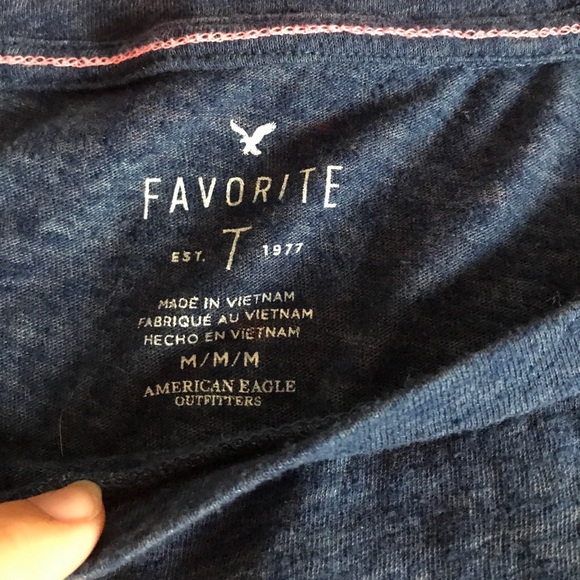 FAVORITE
EST. T 1977
MADE IN VIETNAM
FABRIQUÉ AU VIETNAM
HECHO EN VIETNAM
M/M/M
AMERICAN EAGLE
OUTFITTERS